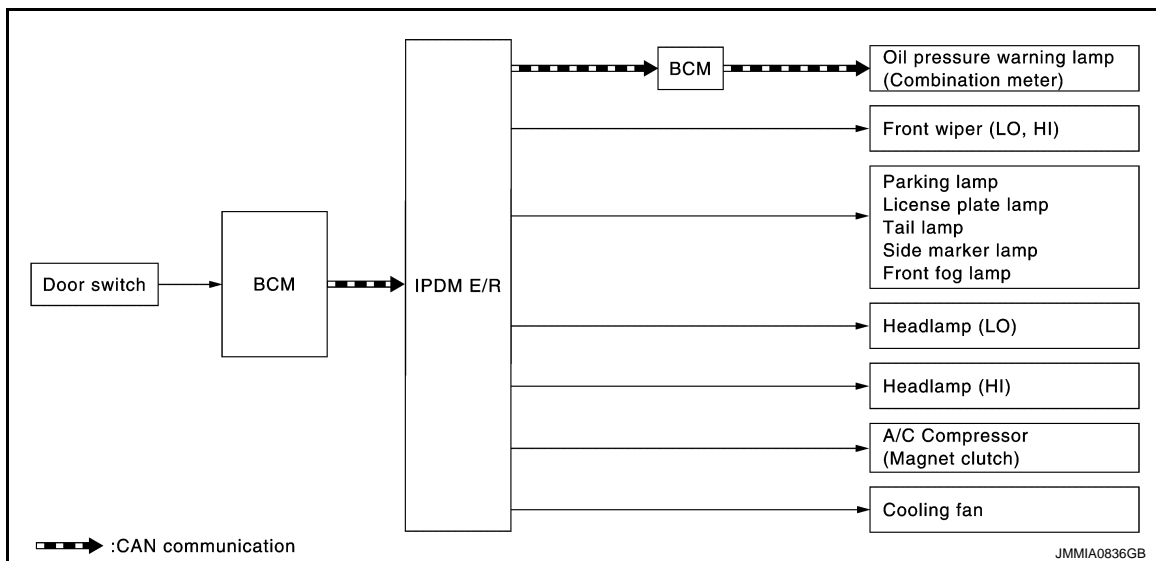 Door switch
BCM
IPDM E/R
BCM
Oil pressure warning lamp
(Combination meter)
Front wiper (LO, HI)
Parking lamp
License plate lamp
Tail lamp
Side marker lamp
Front fog lamp
Headlamp (LO)
Headlamp (HI)
A/C Compressor
(Magnet clutch)
Cooling fan
:CAN communication
JMMIA0836GB